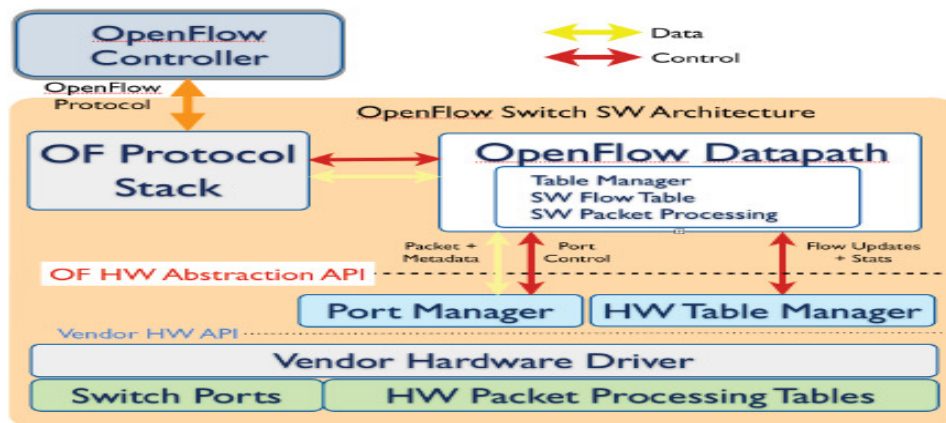 OpenFlow
Controller
Data
Control
OpenFlow
Protocol
OpenFlow Switch SW Architecture
OF Protocol
Stack
OpenFlow Datapath
Table Manager
SW Flow Table
SW Packet Processing
Packet +
Metadata
Port
Control
Flow Updates
+ Stats
OF HW Abstraction API
Port Manager
HW Table Manager
Vendor HW API
Vendor Hardware Driver
Switch Ports
HW Packet Processing Tables